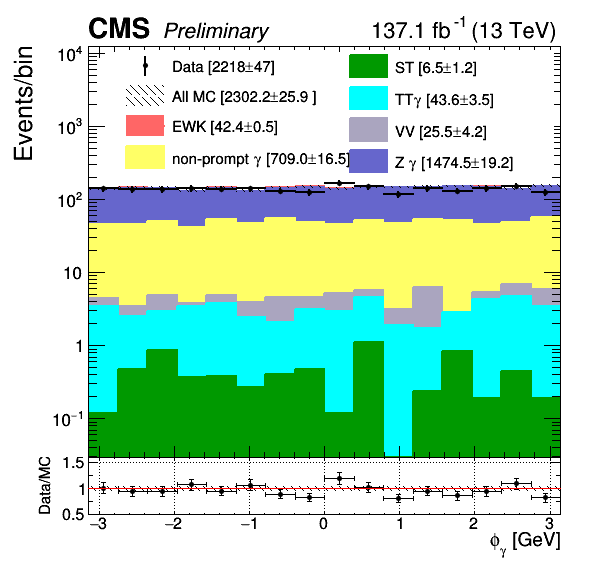 CMS Preliminary 137.1 fb⁻¹ (13 TeV)
Events/bin
10⁴
10³
10²
10
1
10⁻¹
Data [2218±47]
All MC [2302.2±25.9 ]
EWK [42.4±0.5]
non-prompt γ [709.0±16.5]
ST [6.5±1.2]
TTγ [43.6±3.5]
VV [25.5±4.2]
Z γ [1474.5±19.2]
Data/MC
1.5
1
0.5
−3 −2 −1 0 1 2 3
ϕγ [GeV]